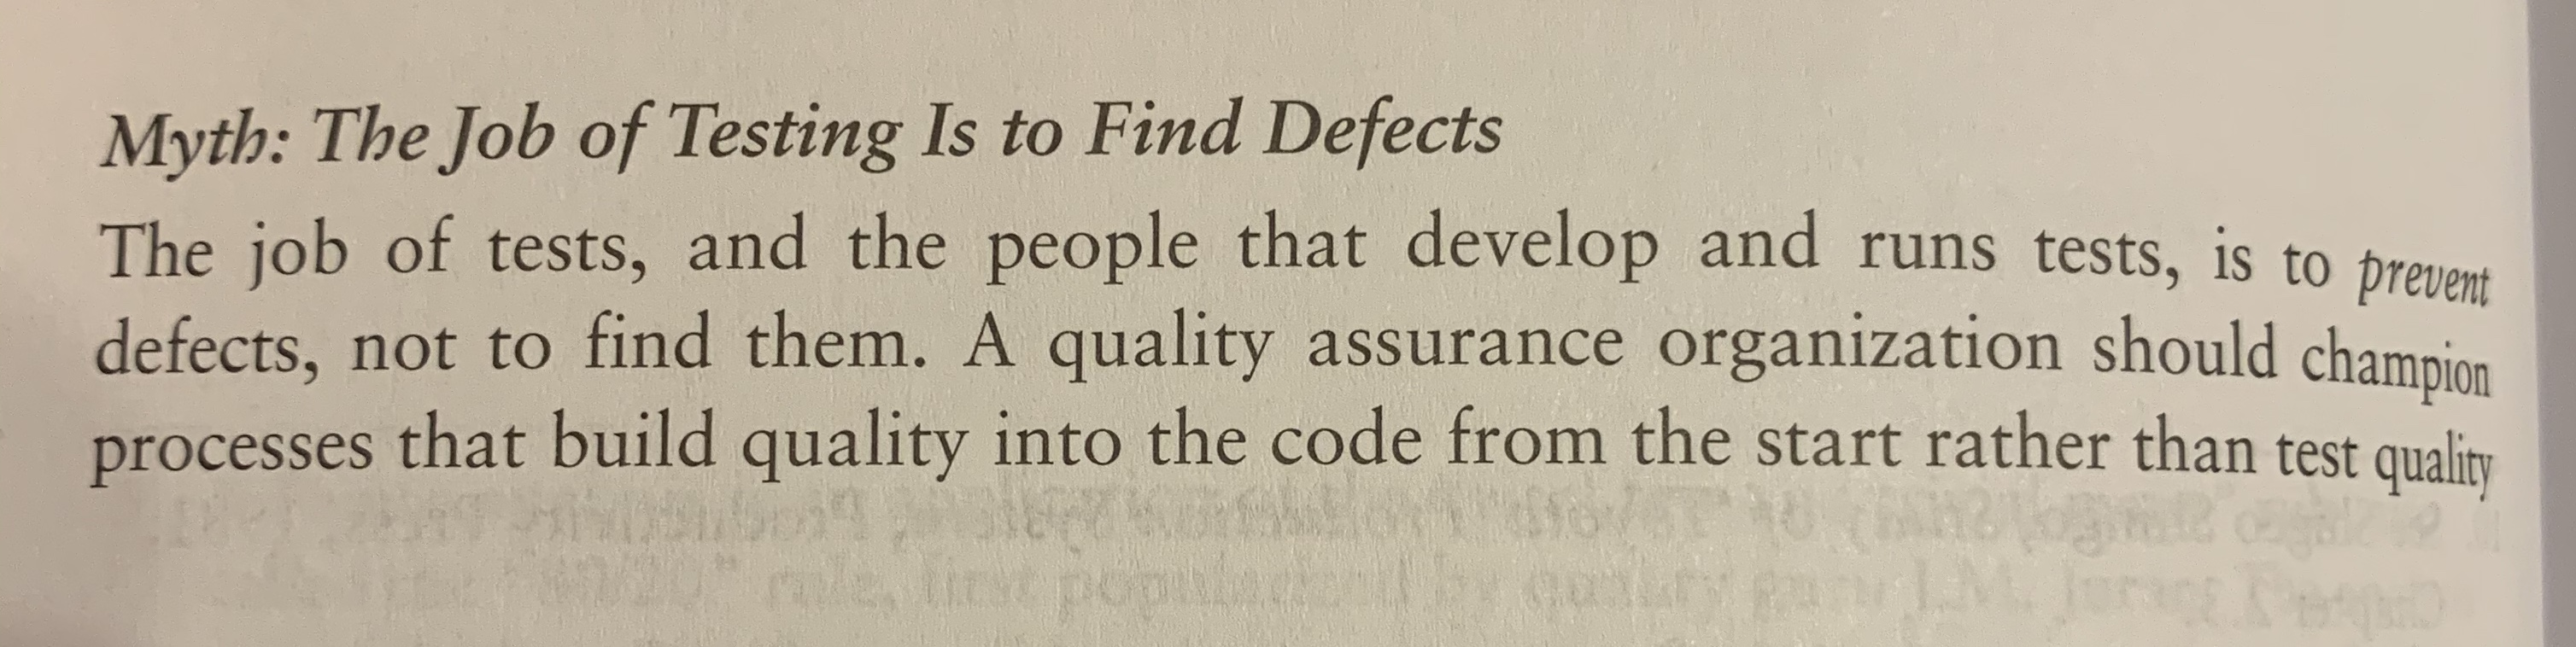 Myth: The Job of Testing Is to Find Defects
The job of tests, and the people that develop and runs tests, is to prevent
defects, not to find them. A quality assurance organization should champion
processes that build quality into the code from the start rather than test quality